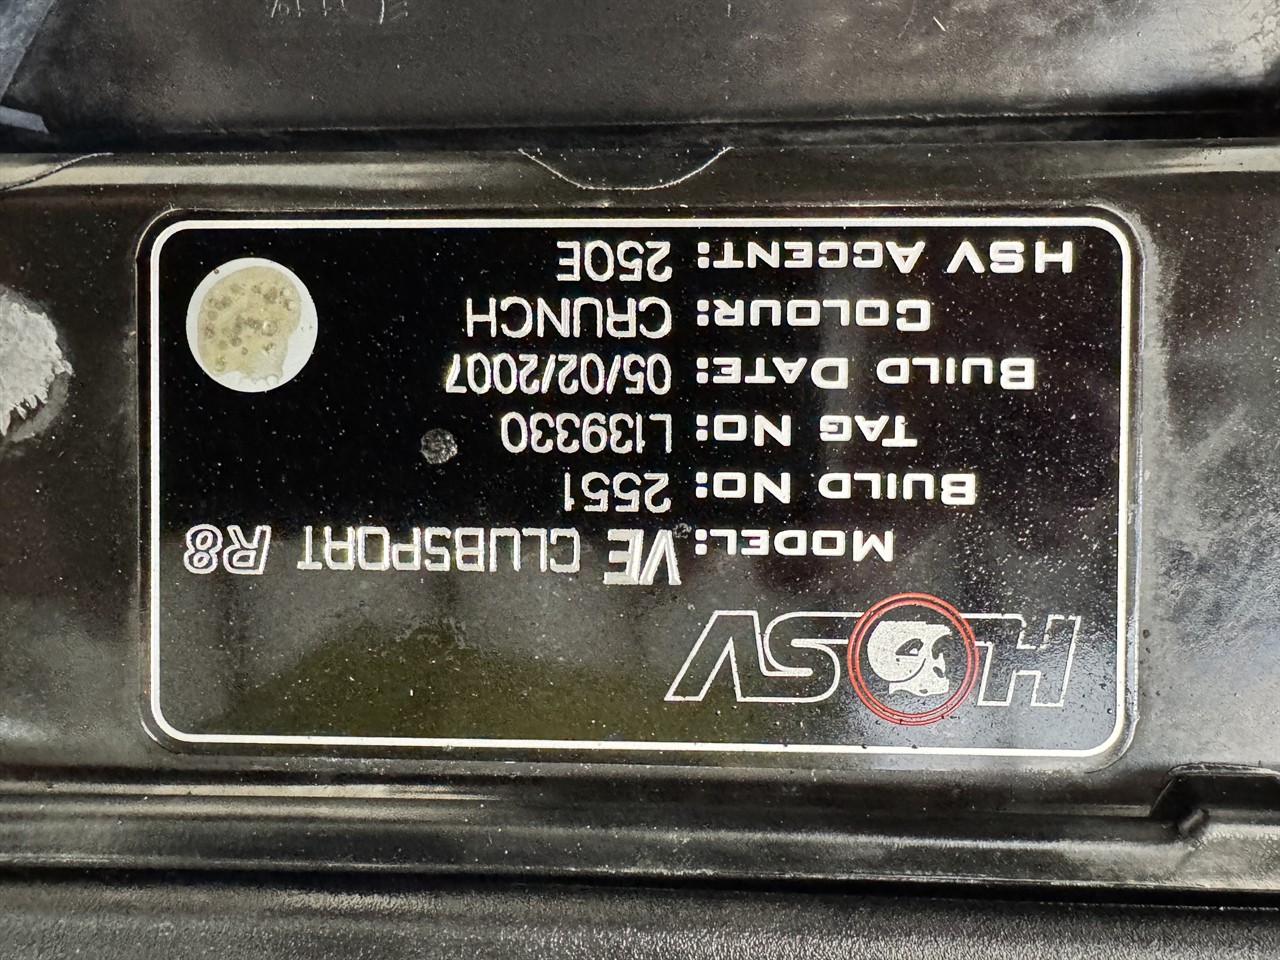 HSV
MODEL: VE CLUBSPORT R8
BUILD NO: 2551
TAG NO: L139330
BUILD DATE: 05/02/2007
COLOUR: CRUNCH
HSV ACCENT: 250E